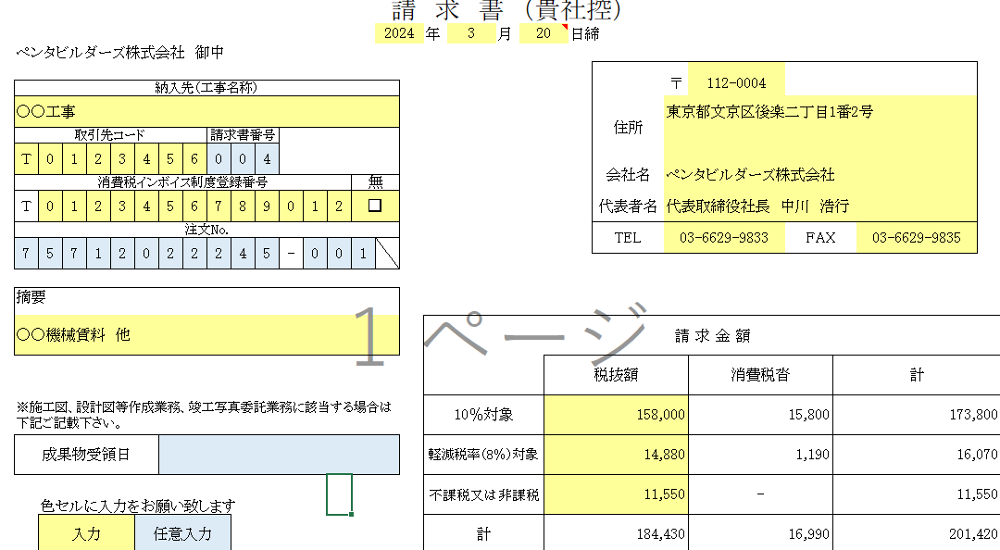 請 求 書 （貴社控）
2024 年 3 月 20 日締
ペンタビルダーズ株式会社 御中
納入先（工事名称）
〇〇工事
取引先コード 請求書番号
T 0 1 2 3 4 5 6 0 0 4
消費税インボイス制度登録番号 無
T 0 1 2 3 4 5 6 7 8 9 0 1 2 □
注文No.
7 5 7 1 2 0 2 2 2 4 5 - 0 0 1
摘要
〇〇機械賃料 他
※施工図、設計図等作成業務、竣工写真委託業務に該当する場合は
下記ご記載下さい。
成果物受領日
色セルに入力をお願い致します
入力 任意入力
〒 112-0004
住所 東京都文京区後楽二丁目1番2号
会社名 ペンタビルダーズ株式会社
代表者名 代表取締役社長 中川 浩行
TEL 03-6629-9833 FAX 03-6629-9835
1 ページ
請 求 金 額
税抜額 消費税沓 計
10％対象 158,000 15,800 173,800
軽減税率（8％）対象 14,880 1,190 16,070
不課税又は非課税 11,550 － 11,550
計 184,430 16,990 201,420